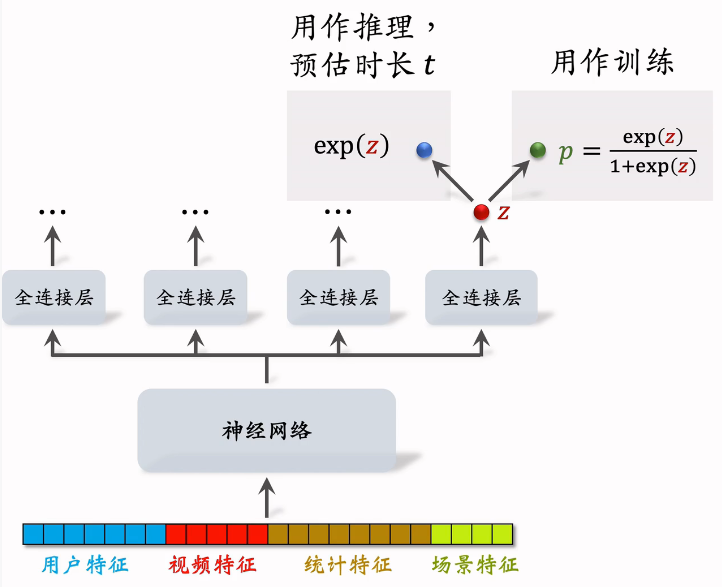 用作推理，
预估时长 t
用作训练
exp(z)
p = exp(z) / 1+exp(z)
... ... ...
z
全连接层 全连接层 全连接层 全连接层
神经网络
用户特征 视频特征 统计特征 场景特征